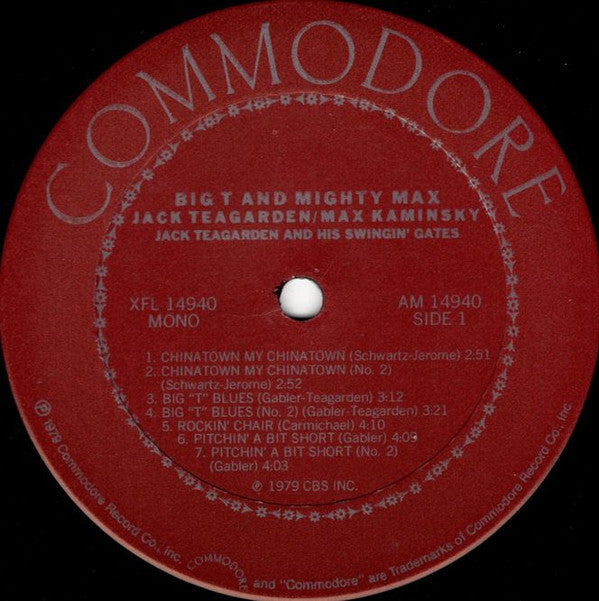 COMMODORE
BIG T AND MIGHTY MAX
JACK TEAGARDEN/MAX KAMINSKY
JACK TEAGARDEN AND HIS SWINGIN' GATES
XFL 14940
MONO
AM 14940
SIDE 1
1. CHINATOWN MY CHINATOWN (Schwartz-Jerome) 2:51
2. CHINATOWN MY CHINATOWN (No. 2)
(Schwartz-Jerome) 2:52
3. BIG "T" BLUES (Gabler-Teagarden) 3:12
4. BIG "T" BLUES (No. 2) (Gabler-Teagarden) 3:21
5. ROCKIN' CHAIR (Carmichael) 4:10
6. PITCHIN' A BIT SHORT (Gabler) 4:09
7. PITCHIN' A BIT SHORT (No. 2)
(Gabler) 4:03
℗ 1979 CBS INC.
℗ 1979 Commodore Record Co., Inc. COMMODORE and "Commodore" are Trademarks of Commodore Record Co., Inc.